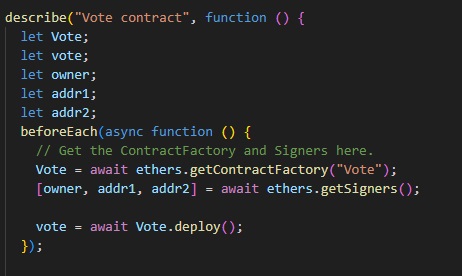 describe("Vote contract", function () {
let Vote;
let vote;
let owner;
let addr1;
let addr2;
beforeEach(async function () {
// Get the ContractFactory and Signers here.
Vote = await ethers.getContractFactory("Vote");
[owner, addr1, addr2] = await ethers.getSigners();
vote = await Vote.deploy();
});